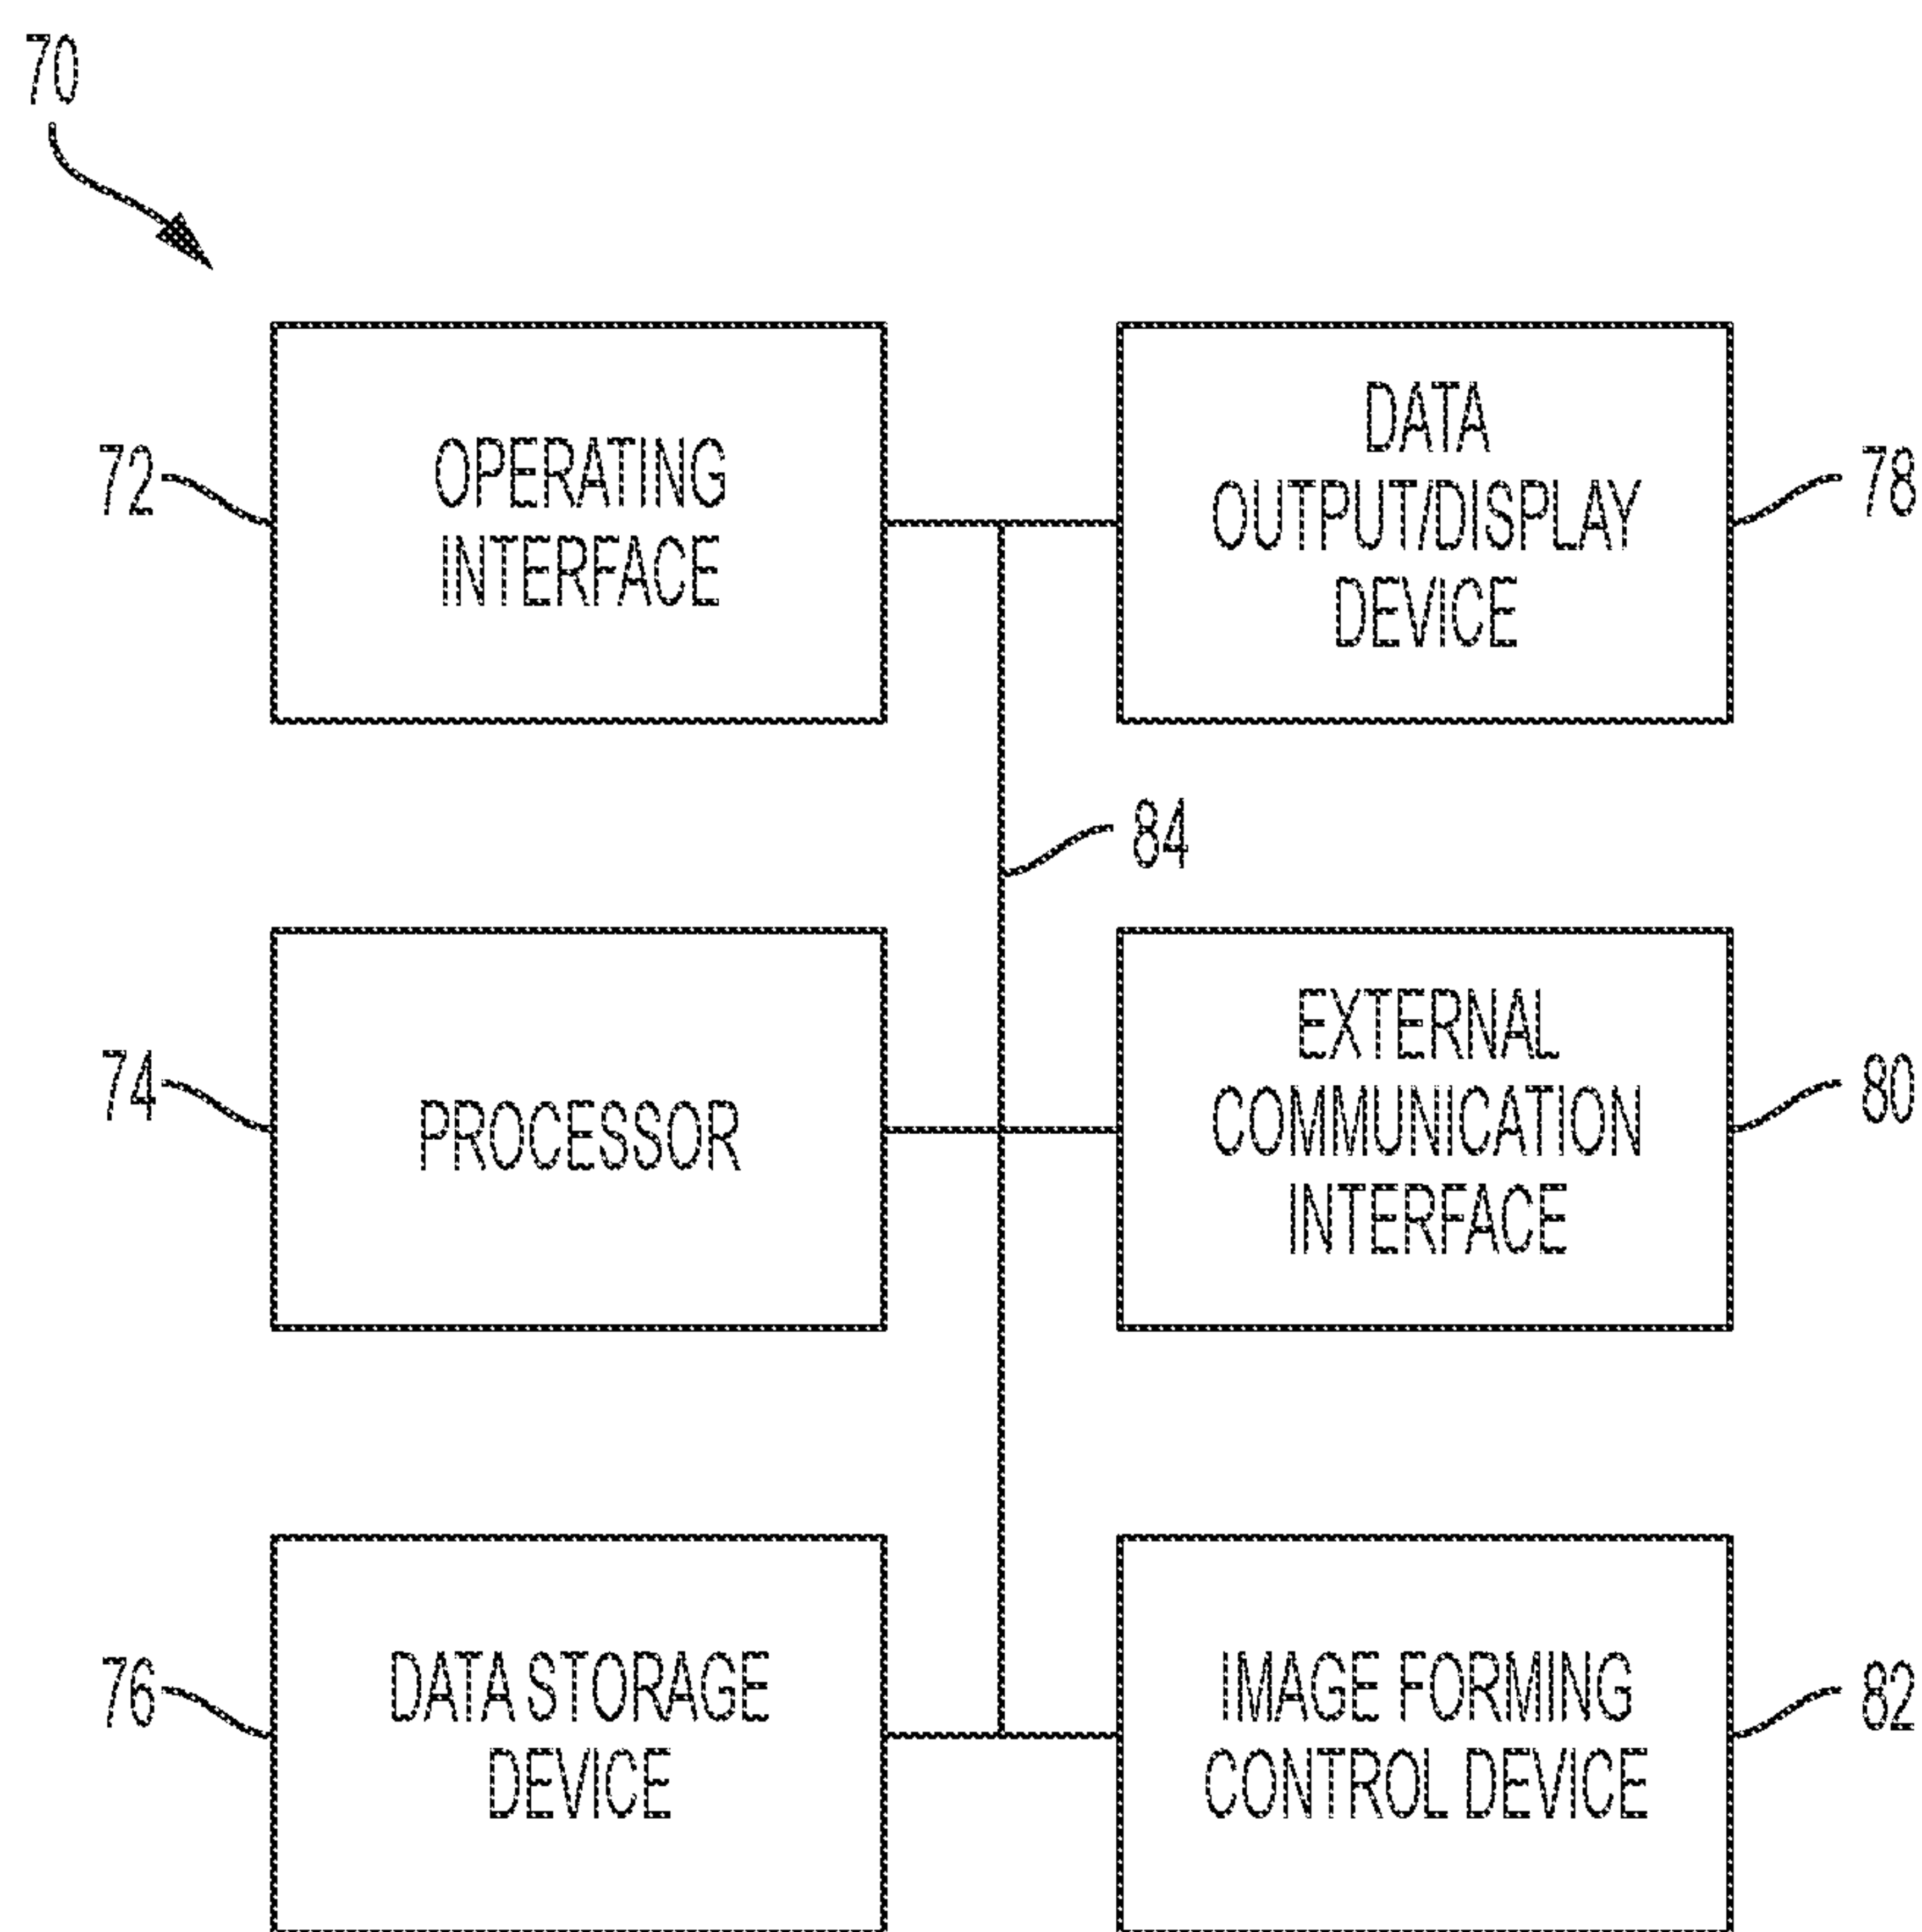 70
72
OPERATING
INTERFACE
DATA
OUTPUT/DISPLAY
DEVICE
78
84
74
PROCESSOR
EXTERNAL
COMMUNICATION
INTERFACE
80
76
DATA STORAGE
DEVICE
IMAGE FORMING
CONTROL DEVICE
82